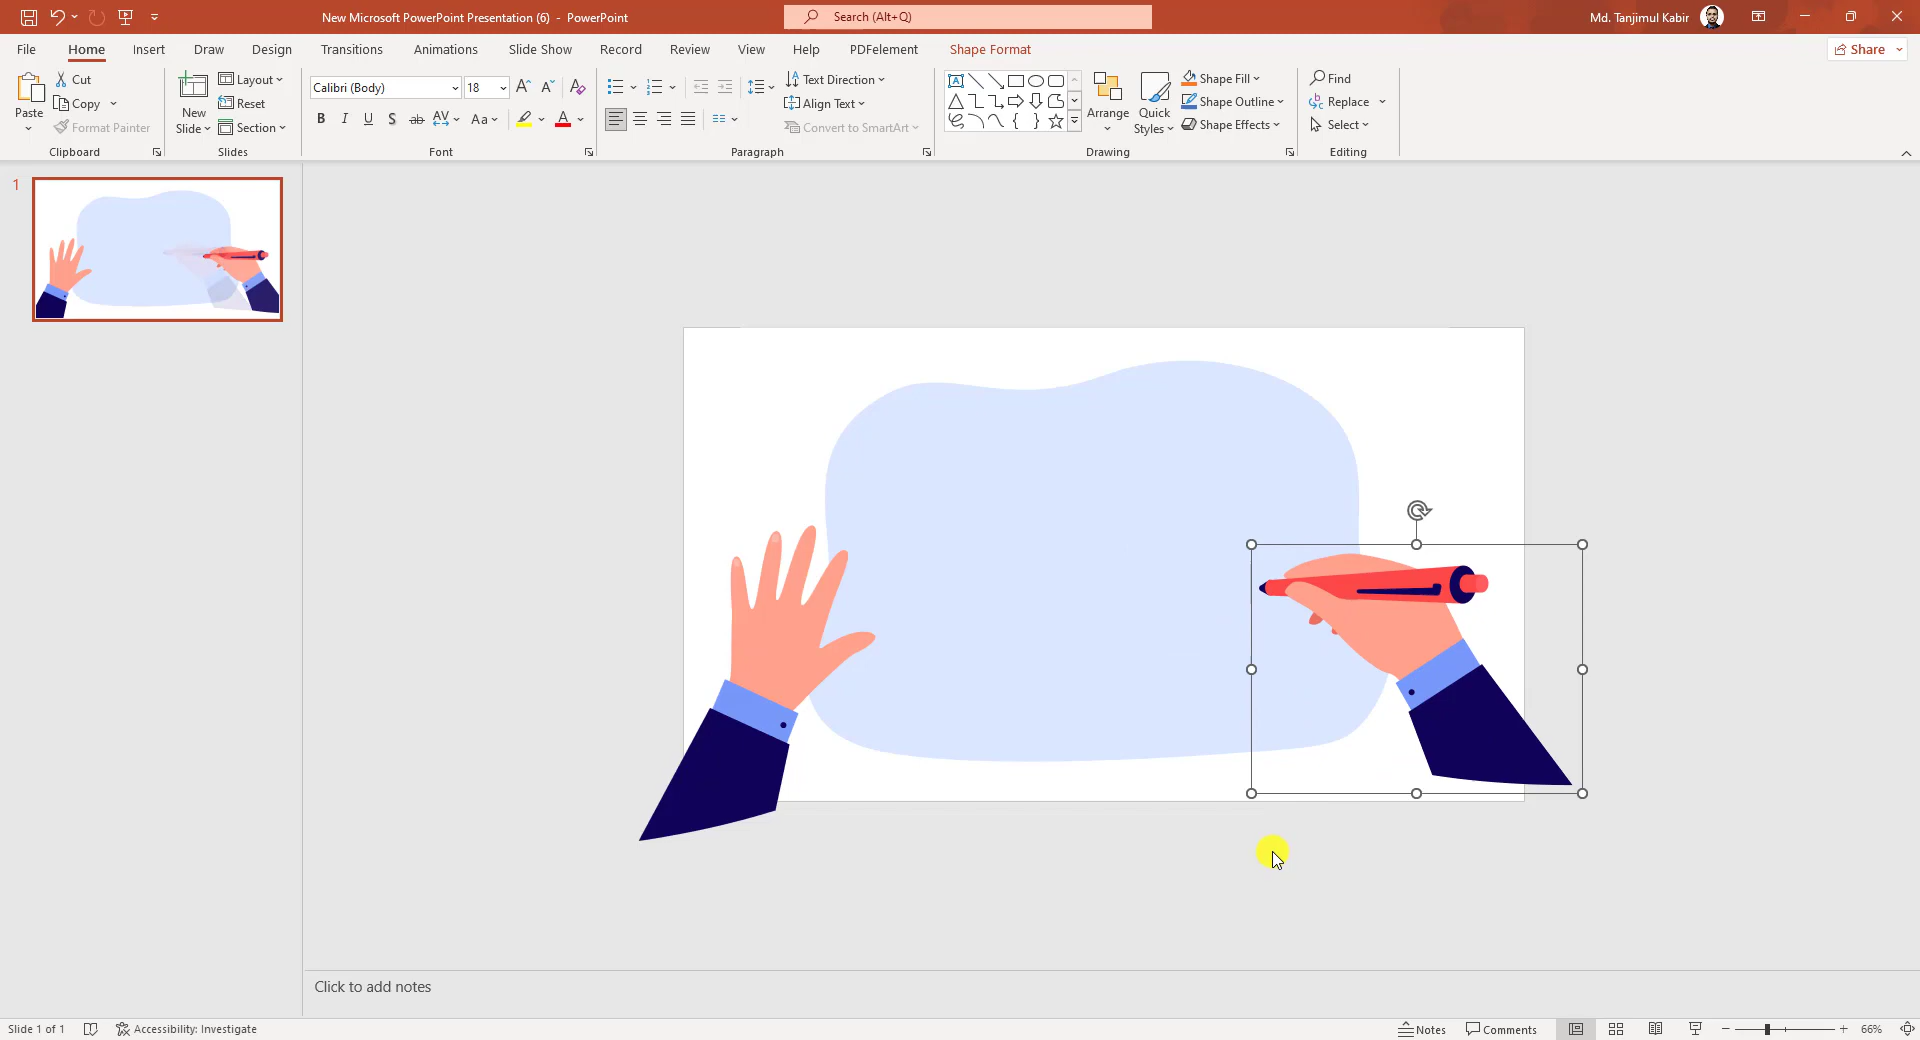 New Microsoft PowerPoint Presentation (6) - PowerPoint
Search (Alt+Q)
Md. Tanjimul Kabir
File Home Insert Draw Design Transitions Animations Slide Show Record Review View Help PDFelement Shape Format Share
Paste
Cut
Copy
Format Painter
Clipboard
New Slide
Layout
Reset
Section
Slides
Calibri (Body) 18
B I U S ab AV Aa A
Font
Text Direction
Align Text
Convert to SmartArt
Paragraph
Arrange
Quick Styles
Shape Fill
Shape Outline
Shape Effects
Drawing
Find
Replace
Select
Editing
1
Click to add notes
Slide 1 of 1 Accessibility: Investigate Notes Comments 66%